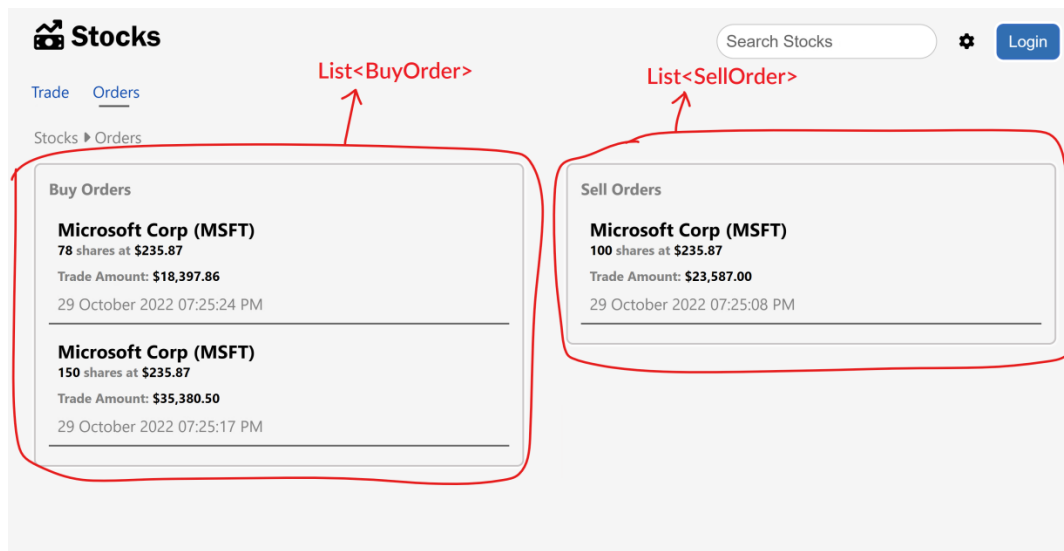 Stocks
Search Stocks
Login
List<BuyOrder>
List<SellOrder>
Trade Orders
Stocks Orders
Buy Orders
Microsoft Corp (MSFT)
78 shares at $235.87
Trade Amount: $18,397.86
29 October 2022 07:25:24 PM
Microsoft Corp (MSFT)
150 shares at $235.87
Trade Amount: $35,380.50
29 October 2022 07:25:17 PM
Sell Orders
Microsoft Corp (MSFT)
100 shares at $235.87
Trade Amount: $23,587.00
29 October 2022 07:25:08 PM